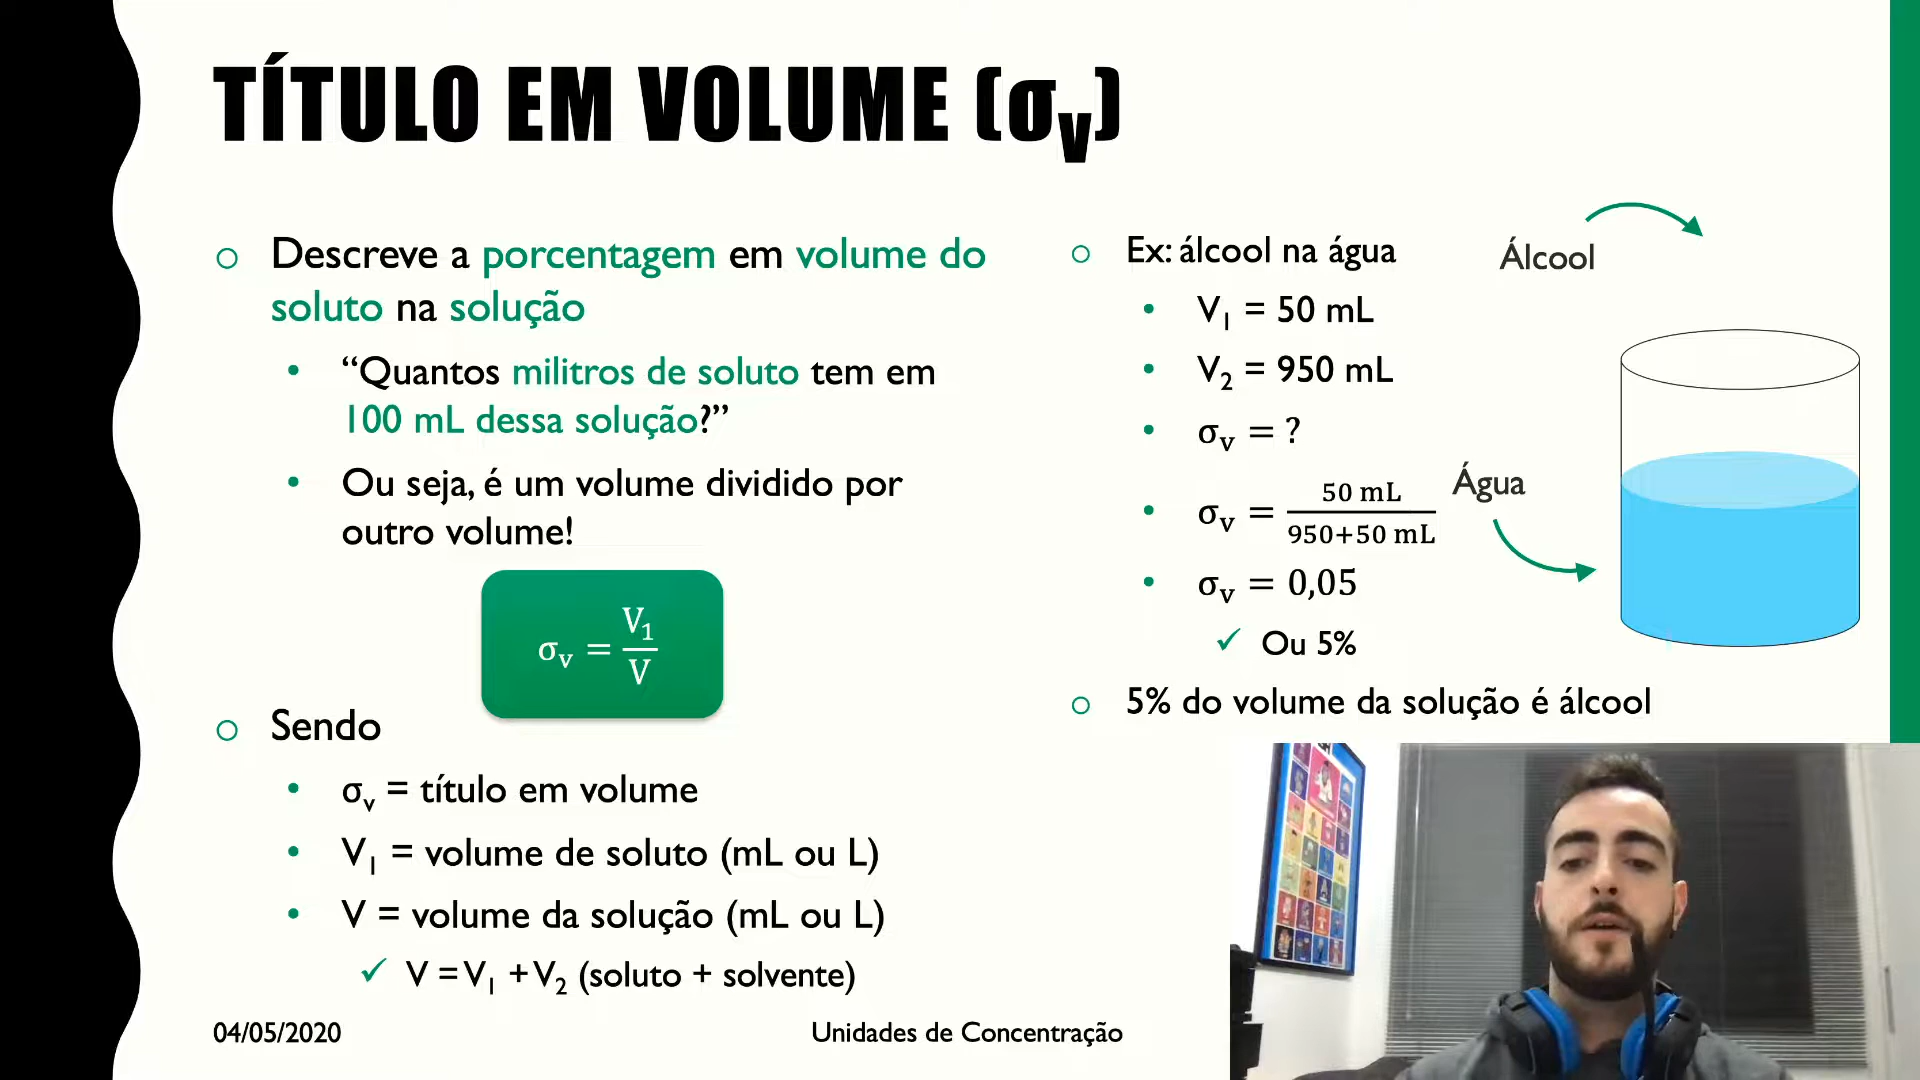 TÍTULO EM VOLUME (σv)
Descreve a porcentagem em volume do
soluto na solução
“Quantos militros de soluto tem em
100 mL dessa solução?”
Ou seja, é um volume dividido por
outro volume!
σv = V1/V
Sendo
σv = título em volume
V1 = volume de soluto (mL ou L)
V = volume da solução (mL ou L)
V = V1 + V2 (soluto + solvente)
Ex: álcool na água
V1 = 50 mL
V2 = 950 mL
σv = ?
σv = 50 mL/950+50 mL
σv = 0,05
Ou 5%
5% do volume da solução é álcool
Álcool
Água
04/05/2020
Unidades de Concentração